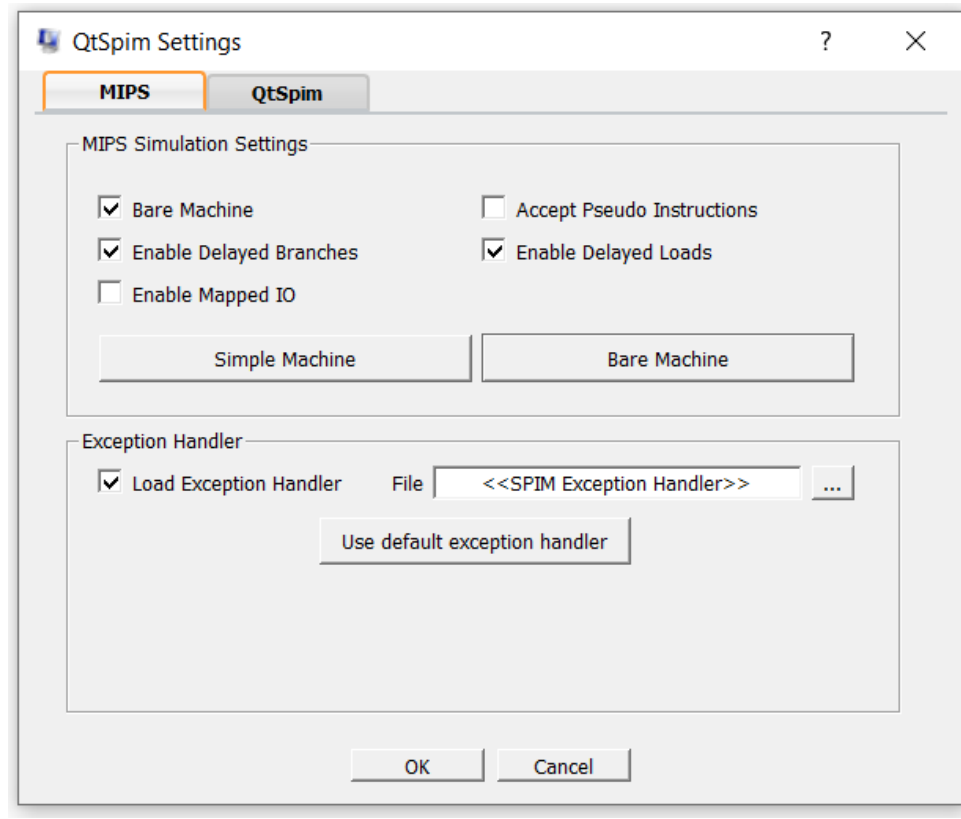 QtSpim Settings
?
MIPS QtSpim
MIPS Simulation Settings
Bare Machine Accept Pseudo Instructions
Enable Delayed Branches Enable Delayed Loads
Enable Mapped IO
Simple Machine Bare Machine
Exception Handler
Load Exception Handler File <<SPIM Exception Handler>> ...
Use default exception handler
OK Cancel